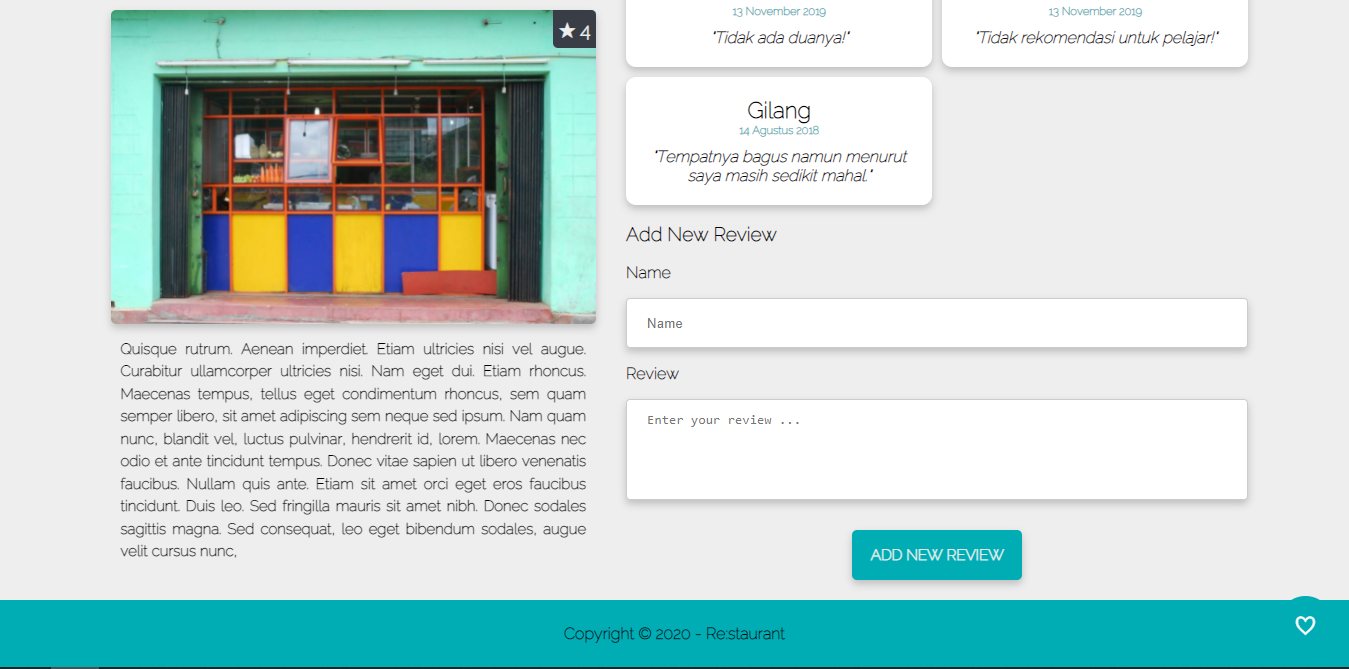 ★ 4
Quisque rutrum. Aenean imperdiet. Etiam ultricies nisi vel augue.
Curabitur ullamcorper ultricies nisi. Nam eget dui. Etiam rhoncus.
Maecenas tempus, tellus eget condimentum rhoncus, sem quam
semper libero, sit amet adipiscing sem neque sed ipsum. Nam quam
nunc, blandit vel, luctus pulvinar, hendrerit id, lorem. Maecenas nec
odio et ante tincidunt tempus. Donec vitae sapien ut libero venenatis
faucibus. Nullam quis ante. Etiam sit amet orci eget eros faucibus
tincidunt. Duis leo. Sed fringilla mauris sit amet nibh. Donec sodales
sagittis magna. Sed consequat, leo eget bibendum sodales, augue
velit cursus nunc,
13 November 2019
"Tidak ada duanya!"
13 November 2019
"Tidak rekomendasi untuk pelajar!"
Gilang
14 Agustus 2018
"Tempatnya bagus namun menurut
saya masih sedikit mahal."
Add New Review
Name
Name
Review
Enter your review ...
ADD NEW REVIEW
Copyright © 2020 - Re:staurant